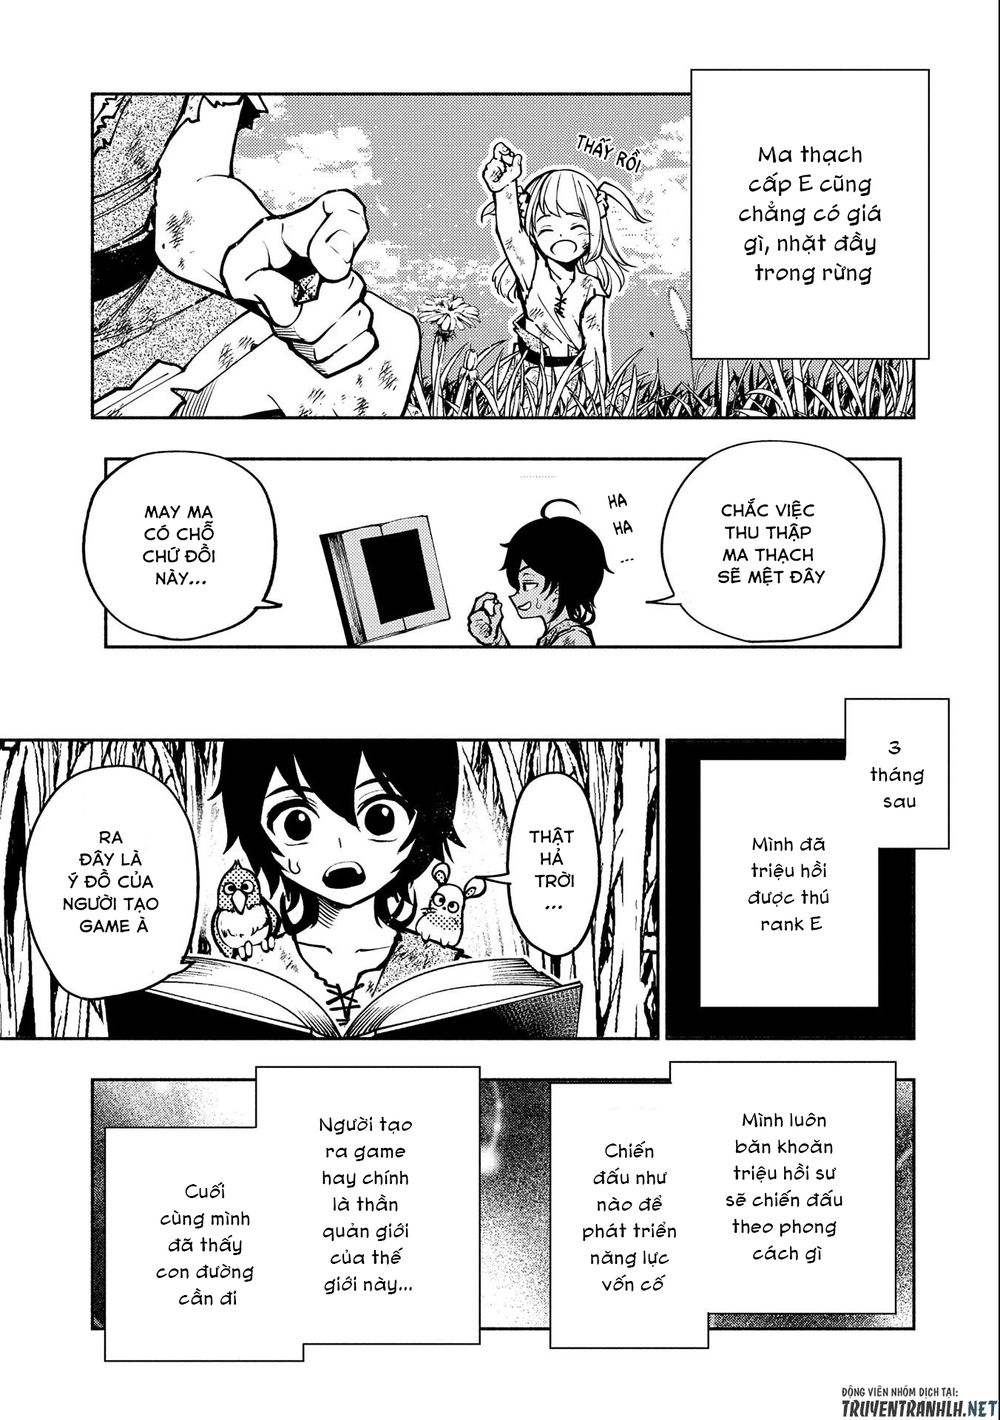 Ma thạch
cấp E cũng
chẳng có giá
gì, nhặt đầy
trong rừng
THẤY RỒI
CHẮC VIỆC
THU THẬP
MA THẠCH
SẼ MỆT ĐÂY
HA
HA
...
MAY MA
CÓ CHỖ
CHỨ ĐỒI
NÀY...
3
tháng
sau
Mình đã
triệu hồi
được thú
rank E
THẬT
HẢ
TRỜI
...
RA
ĐÂY LÀ
Ý ĐỒ CỦA
NGƯỜI TẠO
GAME À
Mình luôn
băn khoăn
triệu hồi sư
sẽ chiến đấu
theo phong
cách gì
Chiến
đấu như
nào để
phát triển
năng lực
vốn có
Người tạo
ra game
hay chính
là thần
quản giới
của thế
giới này...
Cuối
cùng mình
đã thấy
con đường
cần đi
ĐỘNG VIÊN NHÓM DỊCH TẠI:
TRUYENTRANHLH.NET